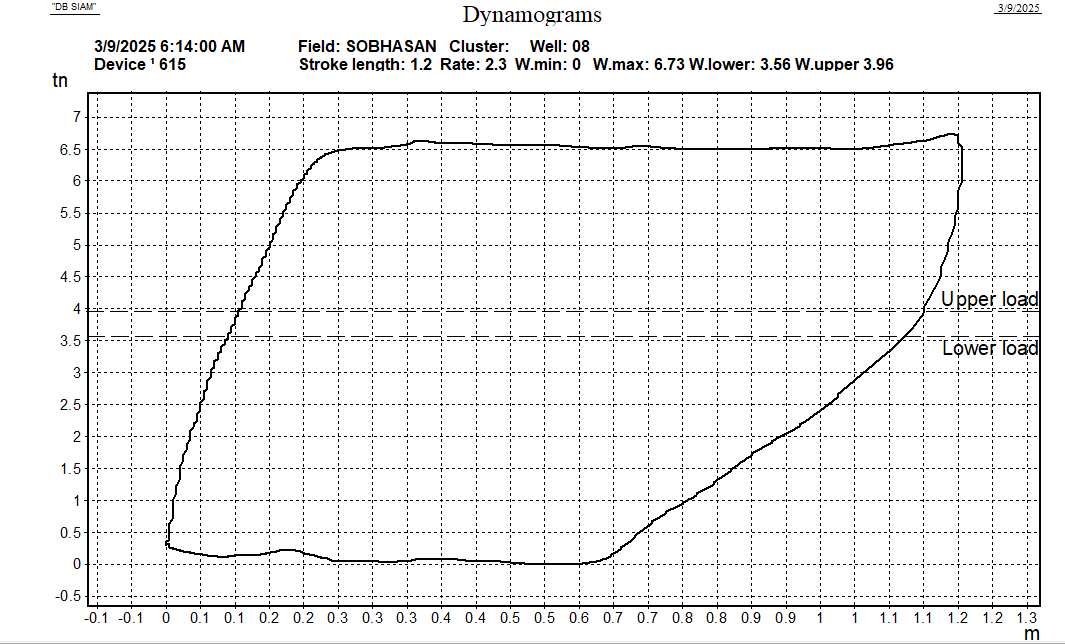 "DB SIAM"
3/9/2025
Dynamograms
3/9/2025 6:14:00 AM Field: SOBHASAN Cluster: Well: 08
Device ¹ 615 Stroke length: 1.2 Rate: 2.3 W.min: 0 W.max: 6.73 W.lower: 3.56 W.upper 3.96
tn
7
6.5
6
5.5
5
4.5
Upper load
4
3.5
Lower load
3
2.5
2
1.5
1
0.5
0
-0.5
-0.1 -0.1 0 0.1 0.1 0.2 0.2 0.3 0.3 0.4 0.4 0.5 0.5 0.5 0.6 0.6 0.7 0.7 0.8 0.8 0.9 0.9 1 1 1.1 1.1 1.2 1.2 1.3
m